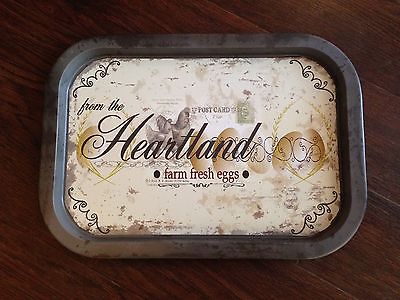 POST CARD
from the
Heartland
• farm fresh eggs •